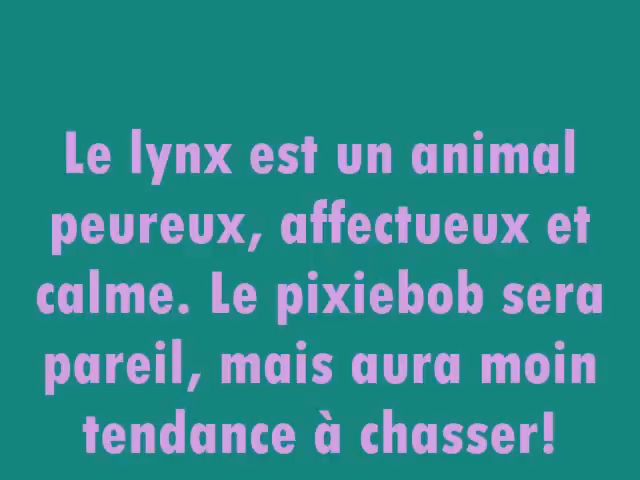 Le lynx est un animal
peureux, affectueux et
calme. Le pixiebob sera
pareil, mais aura moin
tendance à chasser!